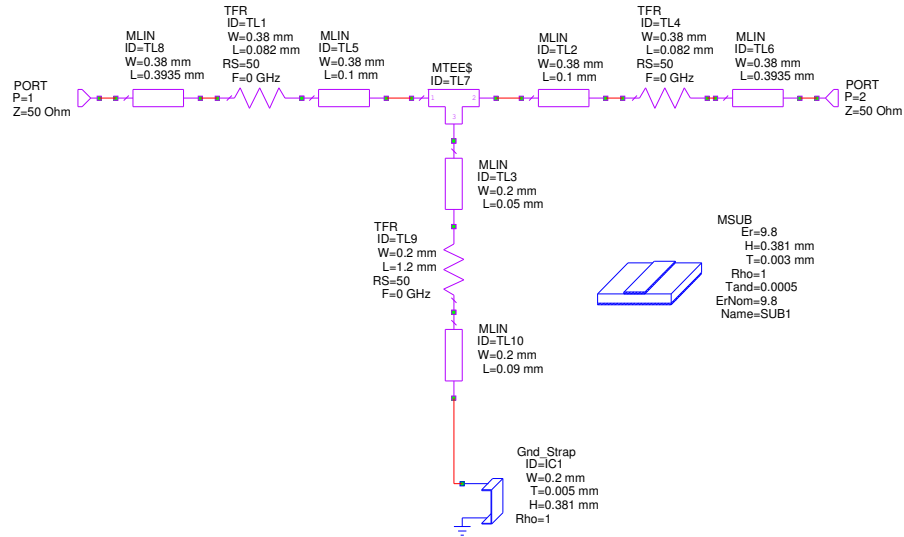 PORT
P=1
Z=50 Ohm
MLIN
ID=TL8
W=0.38 mm
L=0.3935 mm
TFR
ID=TL1
W=0.38 mm
L=0.082 mm
RS=50
F=0 GHz
MLIN
ID=TL5
W=0.38 mm
L=0.1 mm
MTEE$
ID=TL7
1
2
3
MLIN
ID=TL2
W=0.38 mm
L=0.1 mm
TFR
ID=TL4
W=0.38 mm
L=0.082 mm
RS=50
F=0 GHz
MLIN
ID=TL6
W=0.38 mm
L=0.3935 mm
PORT
P=2
Z=50 Ohm
MLIN
ID=TL3
W=0.2 mm
L=0.05 mm
TFR
ID=TL9
W=0.2 mm
L=1.2 mm
RS=50
F=0 GHz
MLIN
ID=TL10
W=0.2 mm
L=0.09 mm
MSUB
Er=9.8
H=0.381 mm
T=0.003 mm
Rho=1
Tand=0.0005
ErNom=9.8
Name=SUB1
Gnd_Strap
ID=IC1
W=0.2 mm
T=0.005 mm
H=0.381 mm
Rho=1